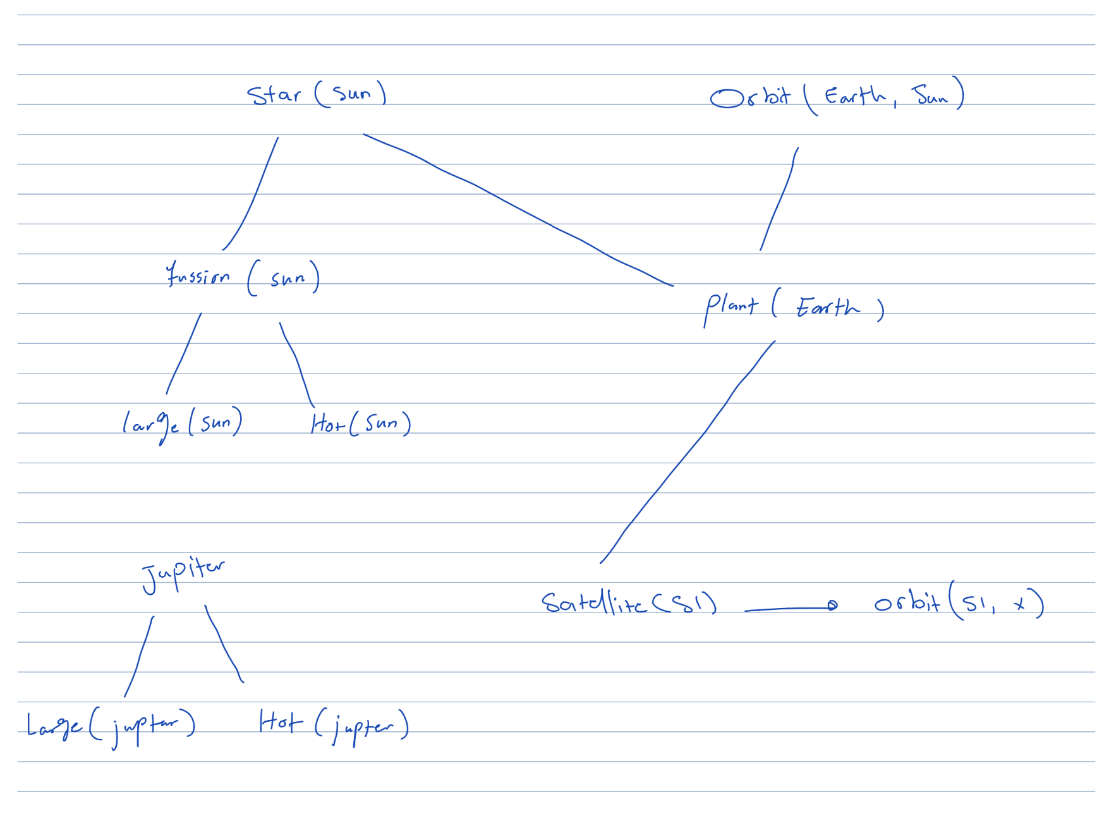 Star (Sun)
Orbit (Earth, Sun)
fussion (sun)
Plant (Earth)
large (sun)
Hot (Sun)
Jupiter
Satellite (S1)
orbit (S1, x)
Large (juptar)
Hot (jupter)